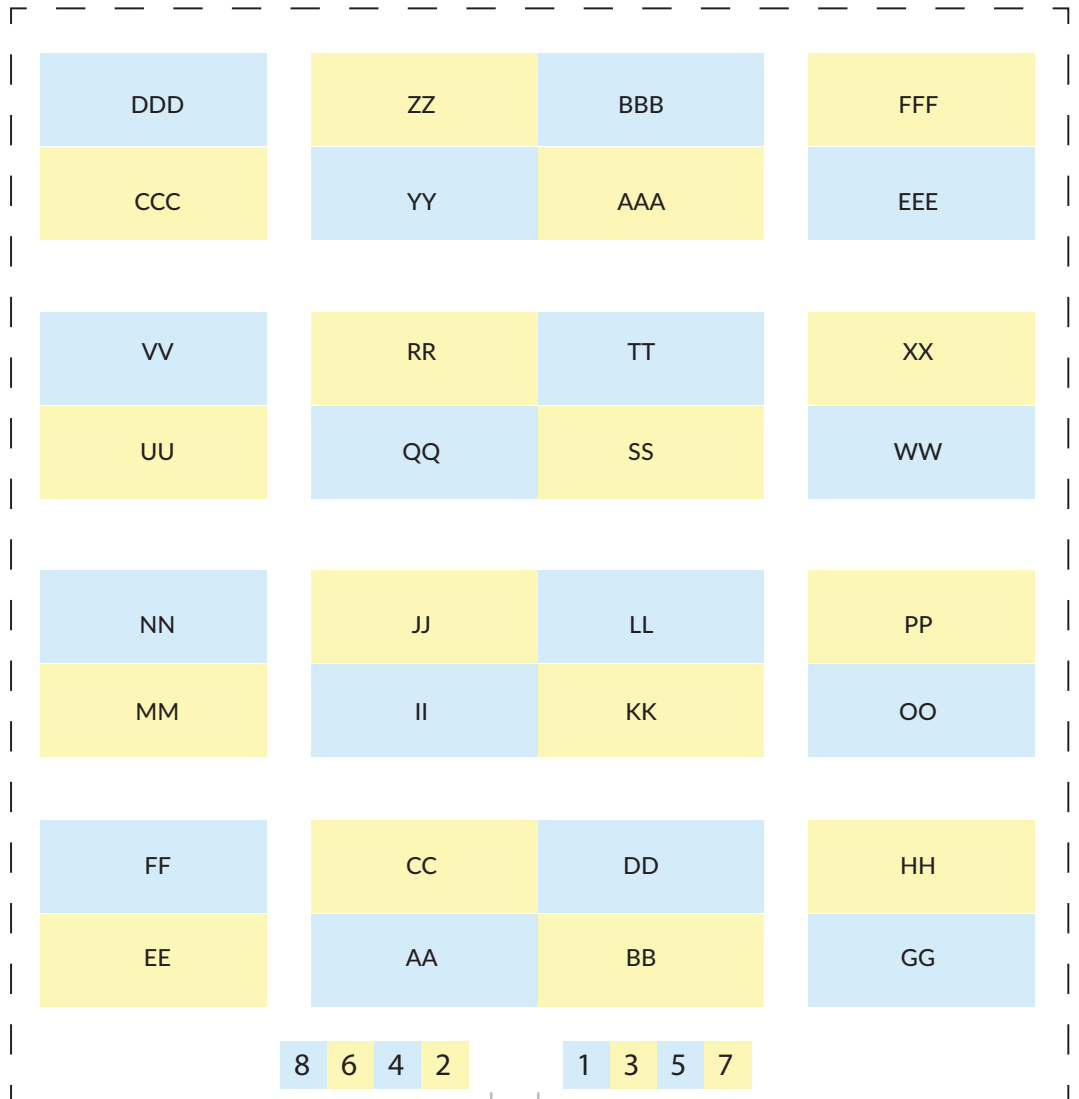 DDD ZZ BBB FFF
CCC YY AAA EEE
VV RR TT XX
UU QQ SS WW
NN JJ LL PP
MM II KK OO
FF CC DD HH
EE AA BB GG
8 6 4 2 1 3 5 7